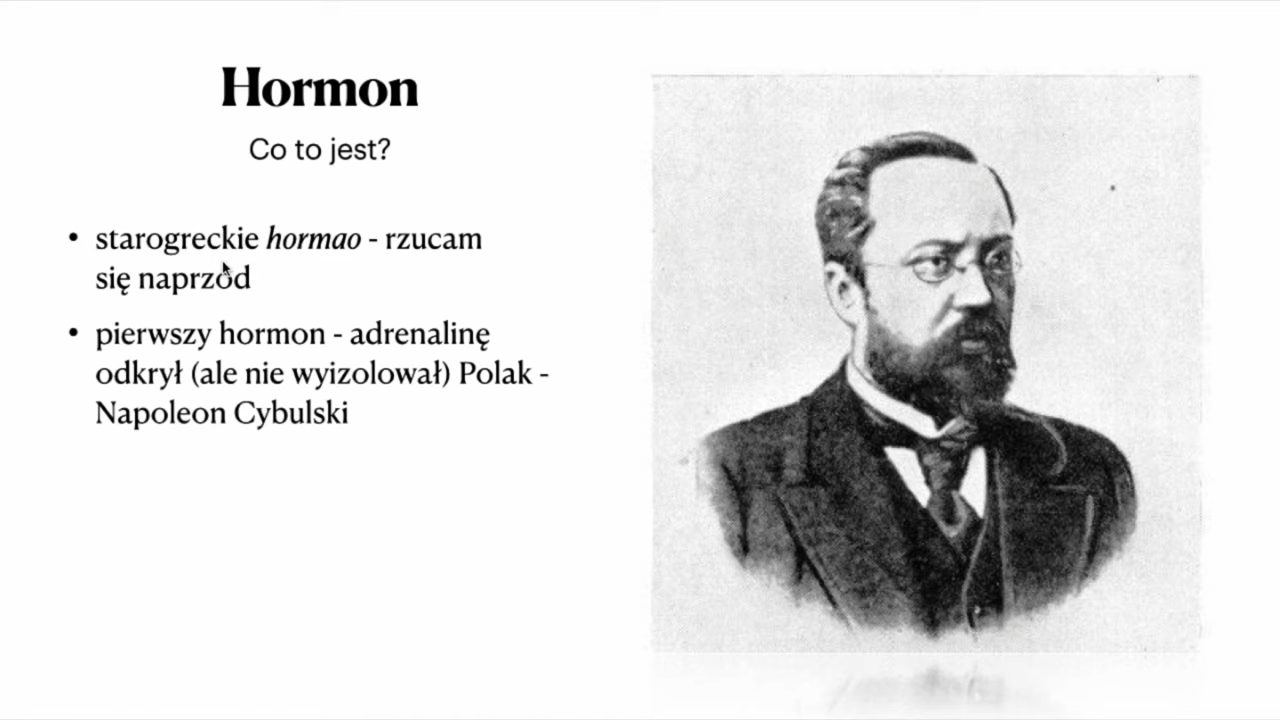 Hormon
Co to jest?
• starogreckie hormao - rzucam
się naprzód
• pierwszy hormon - adrenalinę
odkrył (ale nie wyizolował) Polak -
Napoleon Cybulski